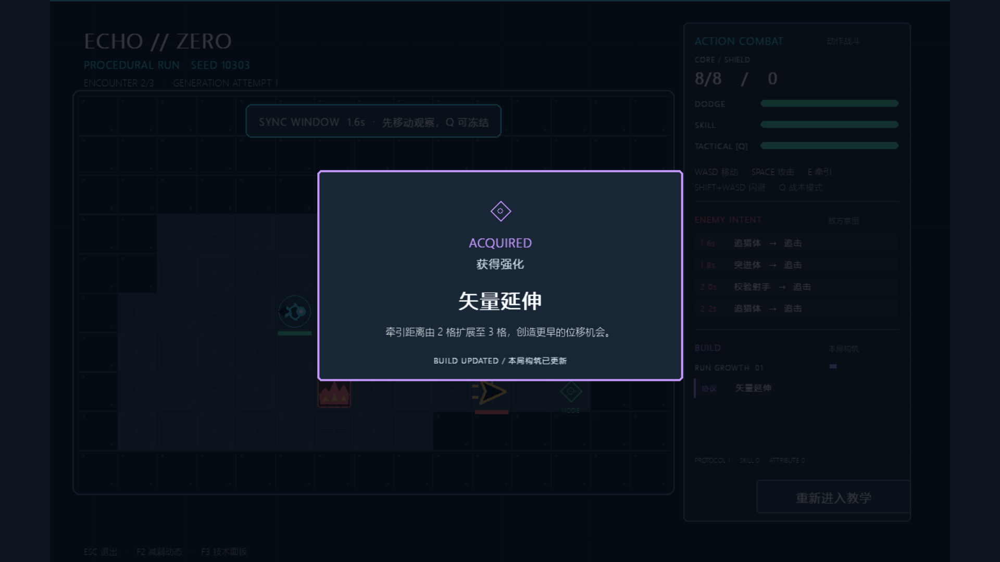 ECHO // ZERO
PROCEDURAL RUN SEED 10303
ENCOUNTER 2/3 · GENERATION ATTEMPT 1
SYNC WINDOW 1.6s · 先移动观察，Q 可冻结
ACQUIRED
获得强化
矢量延伸
牵引距离由 2 格扩展至 3 格，创造更早的位移机会。
BUILD UPDATED / 本局构筑已更新
NODE
ACTION COMBAT 动作战斗
CORE / SHIELD
8/8 / 0
DODGE
SKILL
TACTICAL [Q]
WASD 移动 · SPACE 攻击 · E 牵引
SHIFT+WASD 闪避 Q 战术模式
ENEMY INTENT 敌方意图
1.6s 追猎体 → 追击
1.8s 突进体 → 追击
2.0s 校验射手 → 追击
2.2s 追猎体 → 追击
BUILD 本局构筑
RUN GROWTH 01
协议 矢量延伸
PROTOCOL 1 · SKILL 0 · ATTRIBUTE 0
重新进入教学
ESC 退出 · F2 减弱动态 · F3 技术面板